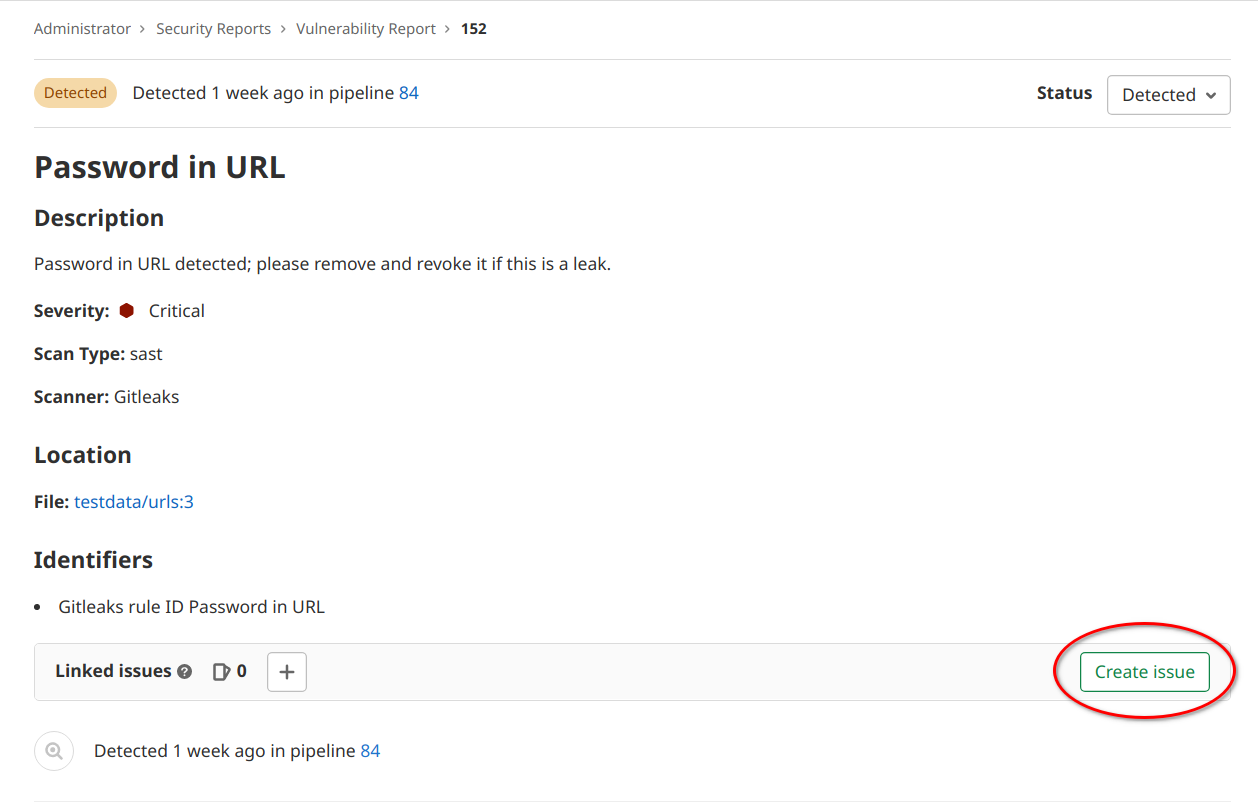 Administrator › Security Reports › Vulnerability Report › 152
Detected Detected 1 week ago in pipeline 84 Status Detected
Password in URL
Description
Password in URL detected; please remove and revoke it if this is a leak.
Severity: Critical
Scan Type: sast
Scanner: Gitleaks
Location
File: testdata/urls:3
Identifiers
• Gitleaks rule ID Password in URL
Linked issues ? 0 + Create issue
Detected 1 week ago in pipeline 84